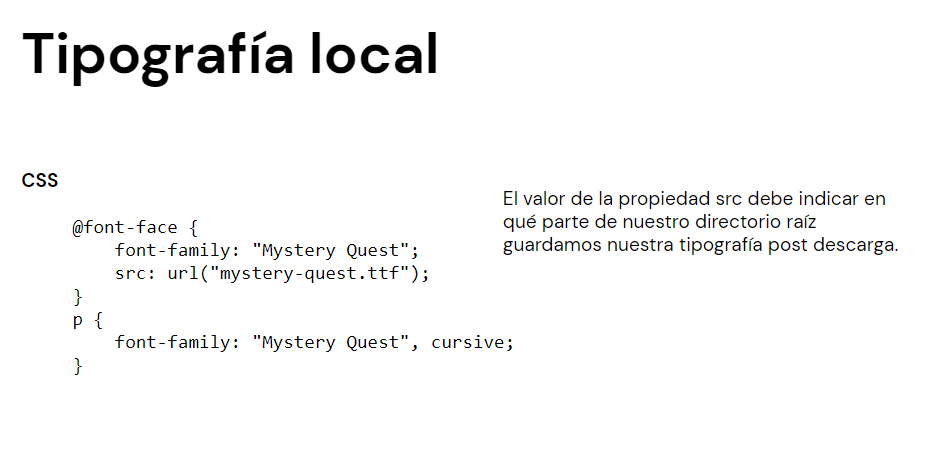 Tipografía local
CSS
@font-face {
    font-family: "Mystery Quest";
    src: url("mystery-quest.ttf");
}
p {
    font-family: "Mystery Quest", cursive;
}
El valor de la propiedad src debe indicar en
qué parte de nuestro directorio raíz
guardamos nuestra tipografía post descarga.